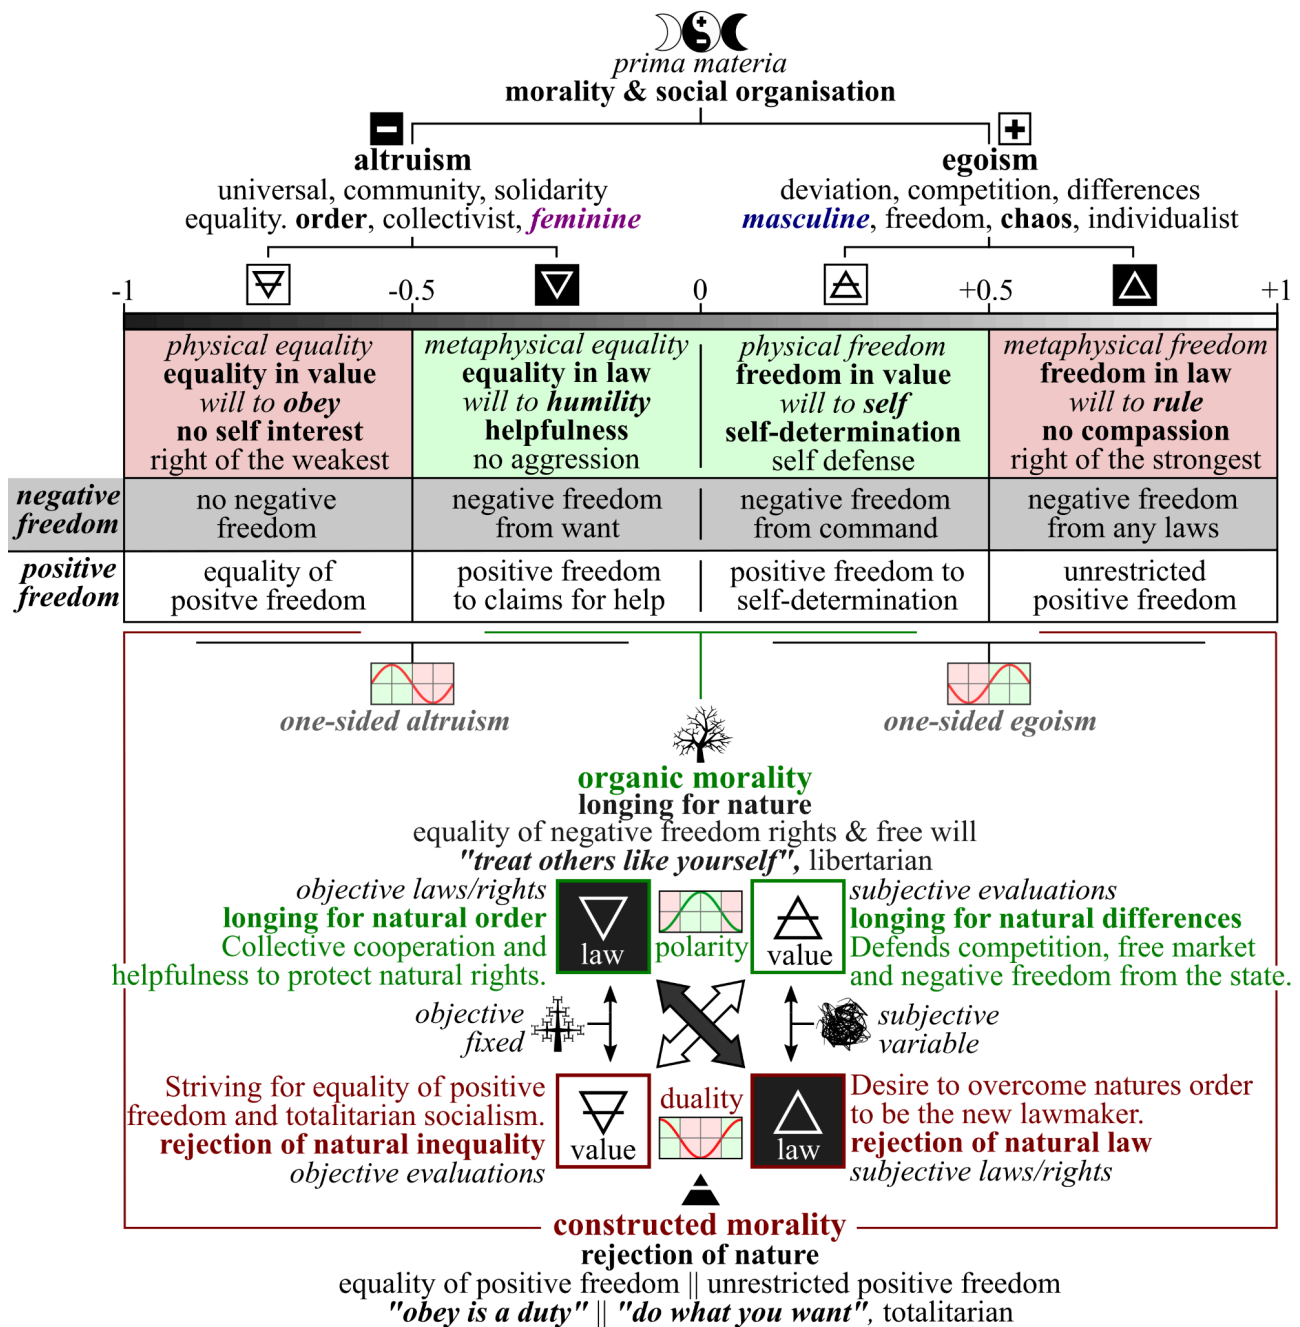 prima materia
morality & social organisation
altruism
universal, community, solidarity
equality. order, collectivist, feminine
egoism
deviation, competition, differences
masculine, freedom, chaos, individualist
-1
-0.5
0
+0.5
+1
physical equality
equality in value
will to obey
no self interest
right of the weakest
metaphysical equality
equality in law
will to humility
helpfulness
no aggression
physical freedom
freedom in value
will to self
self-determination
self defense
metaphysical freedom
freedom in law
will to rule
no compassion
right of the strongest
negative
freedom
no negative
freedom
negative freedom
from want
negative freedom
from command
negative freedom
from any laws
positive
freedom
equality of
positve freedom
positive freedom
to claims for help
positive freedom to
self-determination
unrestricted
positive freedom
one-sided altruism
one-sided egoism
organic morality
longing for nature
equality of negative freedom rights & free will
"treat others like yourself", libertarian
objective laws/rights
longing for natural order
Collective cooperation and
helpfulness to protect natural rights.
law
polarity
value
subjective evaluations
longing for natural differences
Defends competition, free market
and negative freedom from the state.
objective
fixed
subjective
variable
Striving for equality of positive
freedom and totalitarian socialism.
rejection of natural inequality
objective evaluations
value
duality
law
Desire to overcome natures order
to be the new lawmaker.
rejection of natural law
subjective laws/rights
constructed morality
rejection of nature
equality of positive freedom || unrestricted positive freedom
"obey is a duty" || "do what you want", totalitarian